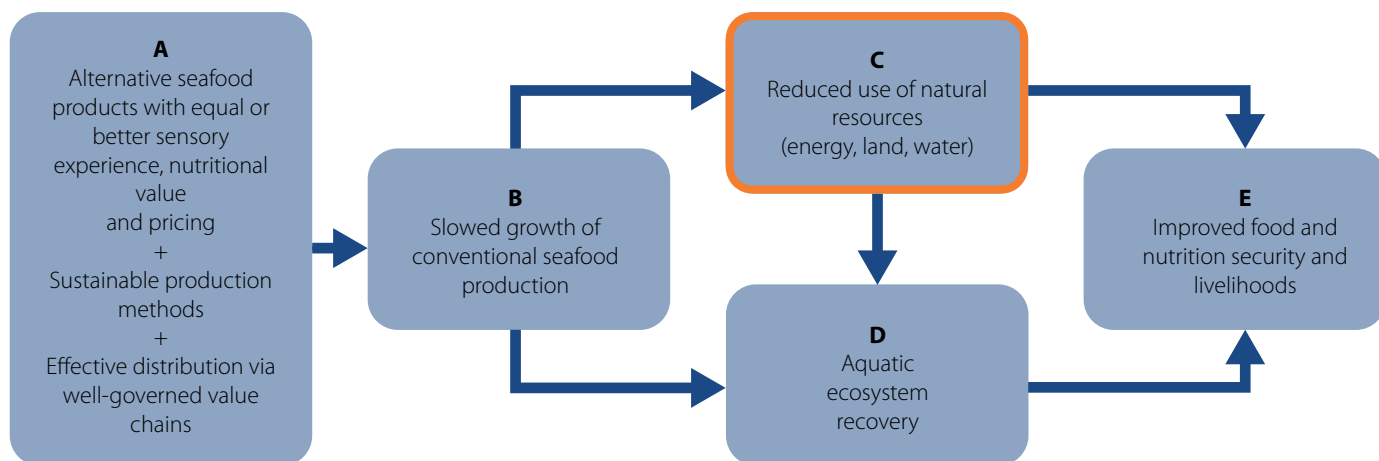 A
Alternative seafood
products with equal or
better sensory
experience, nutritional
value
and pricing
+
Sustainable production
methods
+
Effective distribution via
well-governed value
chains
B
Slowed growth of
conventional seafood
production
C
Reduced use of natural
resources
(energy, land, water)
D
Aquatic
ecosystem
recovery
E
Improved food and
nutrition security and
livelihoods